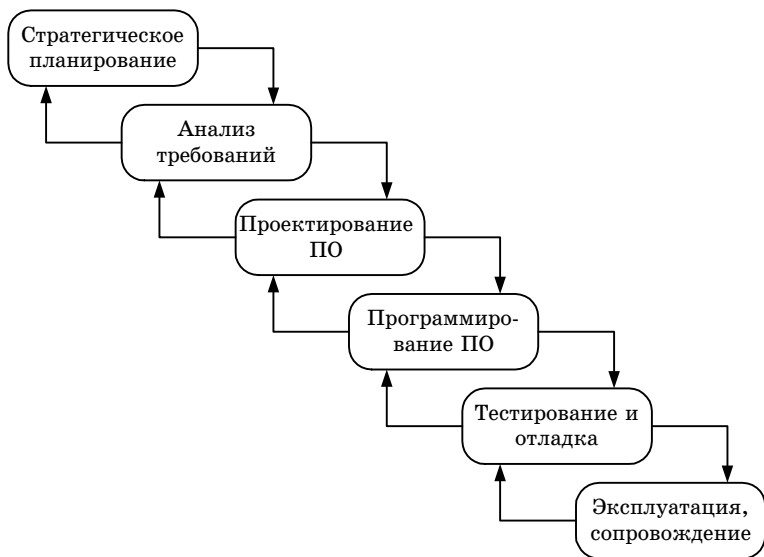 Стратегическое
планирование
Анализ
требований
Проектирование
ПО
Программиро-
вание ПО
Тестирование и
отладка
Эксплуатация,
сопровождение